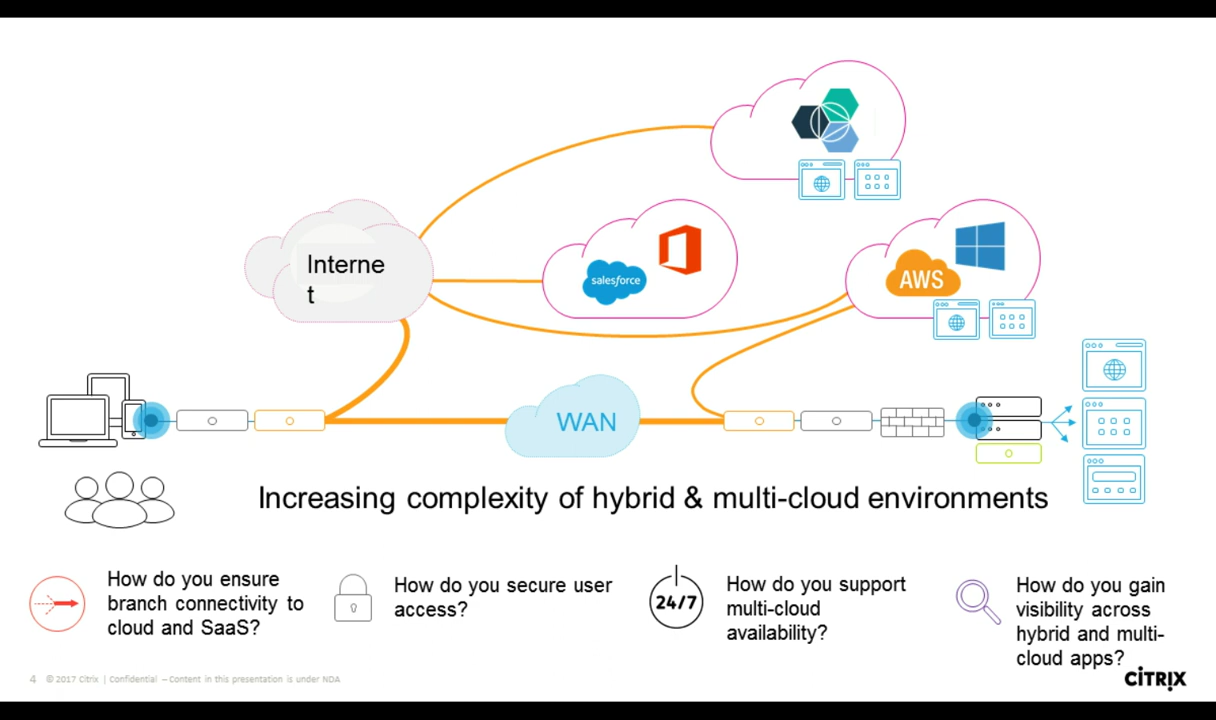 Interne
t
salesforce
AWS
WAN
Increasing complexity of hybrid & multi-cloud environments
How do you ensure
branch connectivity to
cloud and SaaS?
How do you secure user
access?
24/7
How do you support
multi-cloud
availability?
How do you gain
visibility across
hybrid and multi-
cloud apps?
4 © 2017 Citrix | Confidential – Content in this presentation is under NDA
CİTRIX